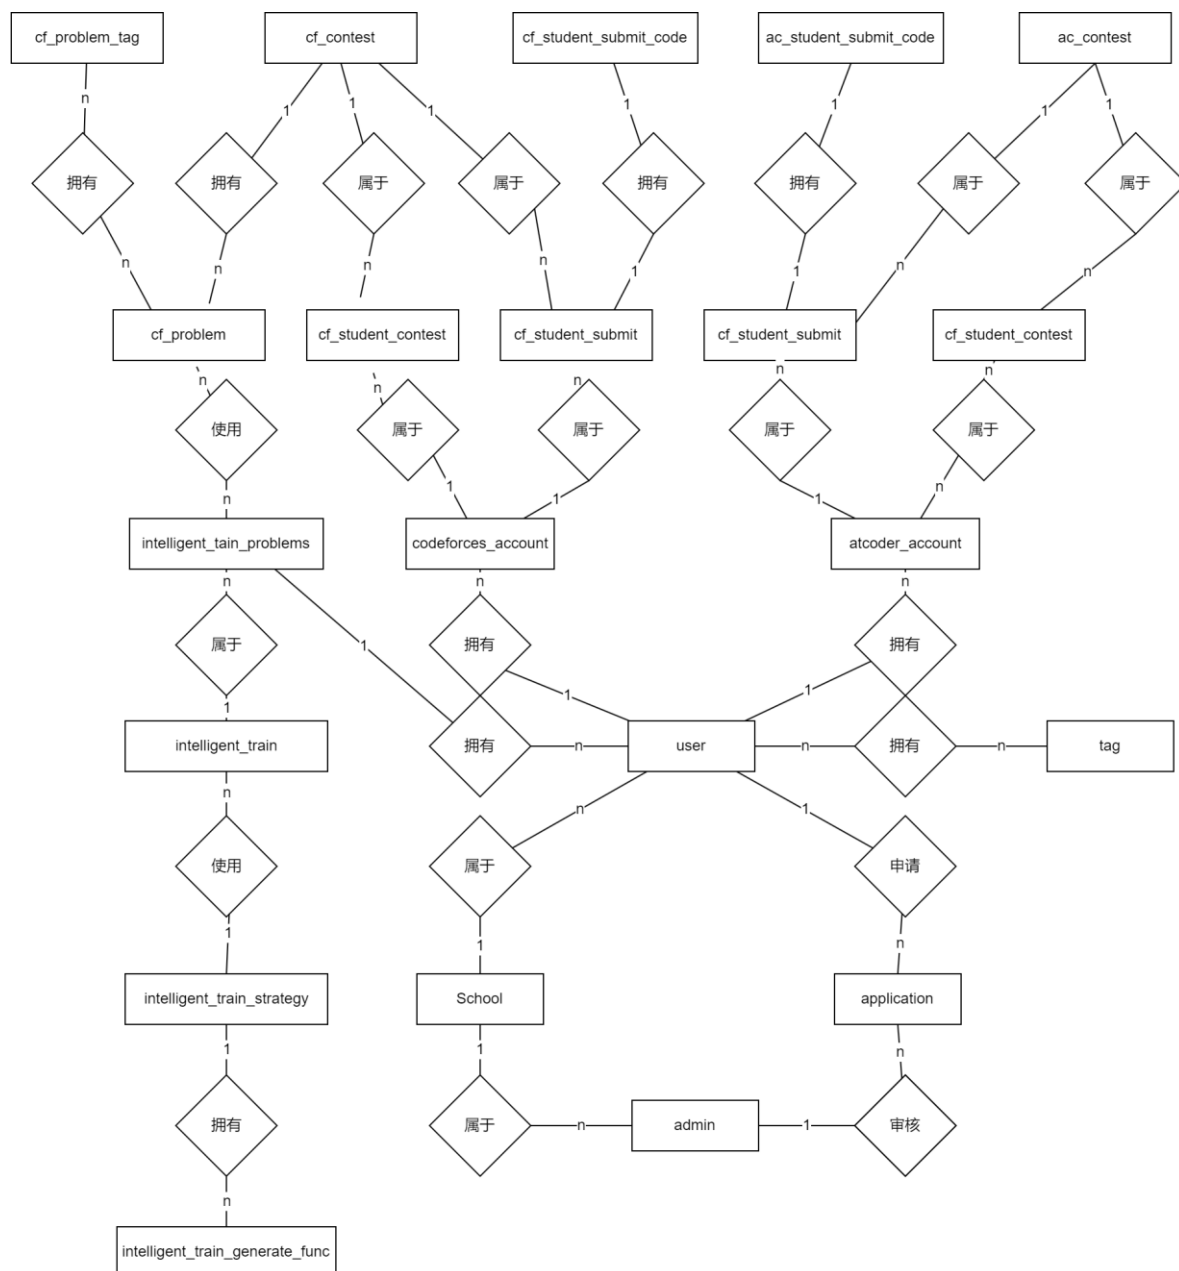 cf_problem_tag
cf_contest
cf_student_submit_code
ac_student_submit_code
ac_contest
n
1
1
1
1
1
1
1
拥有
拥有
属于
属于
拥有
拥有
属于
属于
n
n
n
n
1
1
n
n
cf_problem
cf_student_contest
cf_student_submit
cf_student_submit
cf_student_contest
n
n
n
n
n
使用
属于
属于
属于
属于
n
1
1
1
n
intelligent_tain_problems
codeforces_account
atcoder_account
n
n
n
属于
1
拥有
拥有
1
1
1
intelligent_train
拥有
n
user
n
拥有
n
tag
n
n
1
使用
属于
申请
1
1
n
intelligent_train_strategy
School
application
1
1
n
拥有
属于
n
admin
1
审核
n
intelligent_train_generate_func